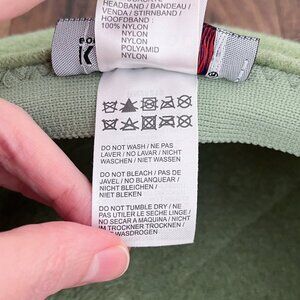 HEADBAND / BANDEAU /
VENDA / STIRNBAND /
HOOFDBAND :
100% NYLON
NYLON
NYLON
POLYAMID
NYLON
DO NOT WASH / NE PAS
LAVER / NO LAVAR / NICHT
WASCHEN / NIET WASSEN
DO NOT BLEACH / PAS DE
JAVEL / NO BLANQUEAR /
NICHT BLEICHEN /
NIET BLEKEN
DO NOT TUMBLE DRY / NE
PAS UTILER LE SECHE LINGE /
NO SECAR A MAQUINA / NICHT
IM TROCKNER TROCKNEN /
WASDROGEN